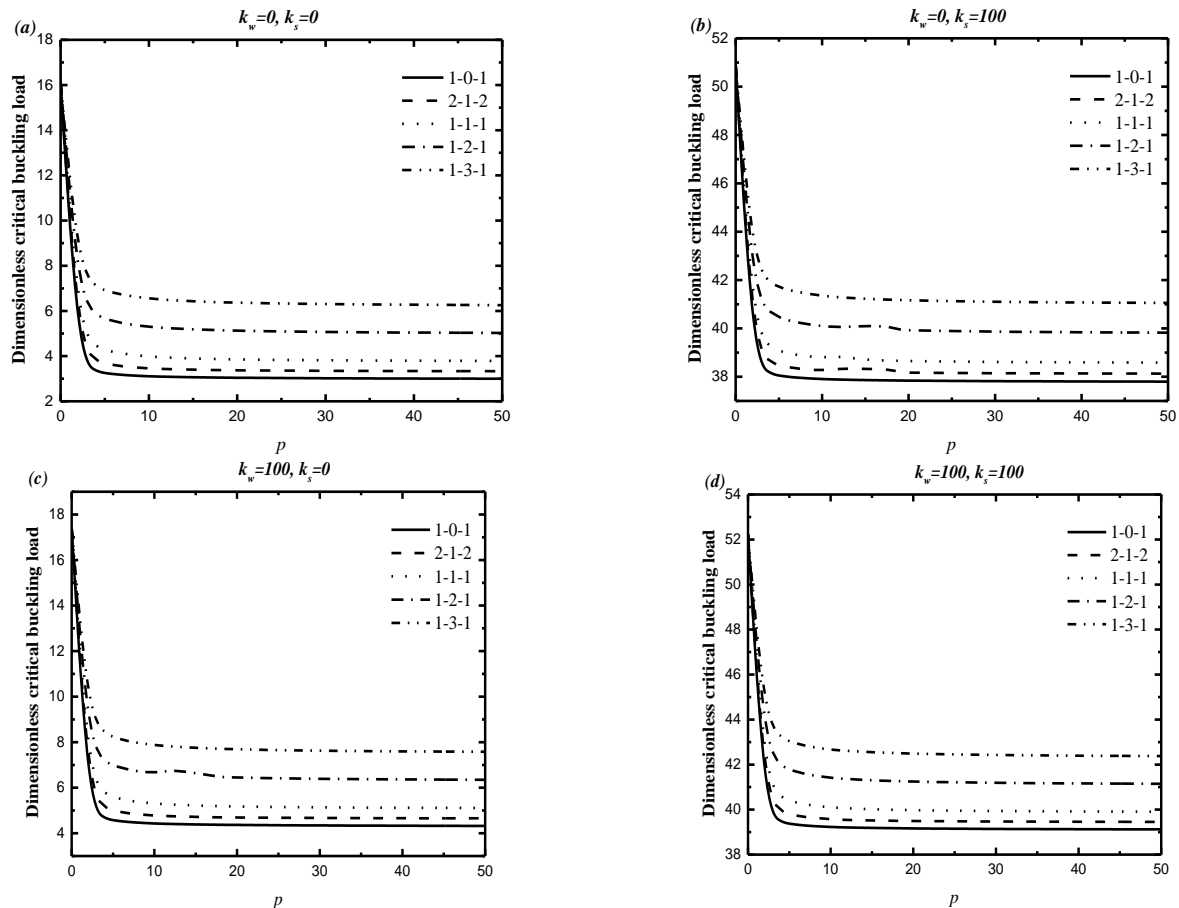 (a)
k_w=0, k_s=0
18
16
14
12
10
8
6
4
2
Dimensionless critical buckling load
1-0-1
2-1-2
1-1-1
1-2-1
1-3-1
0 10 20 30 40 50
p
(b)
k_w=0, k_s=100
52
50
48
46
44
42
40
38
Dimensionless critical buckling load
1-0-1
2-1-2
1-1-1
1-2-1
1-3-1
0 10 20 30 40 50
p
(c)
k_w=100, k_s=0
18
16
14
12
10
8
6
4
Dimensionless critical buckling load
1-0-1
2-1-2
1-1-1
1-2-1
1-3-1
0 10 20 30 40 50
p
(d)
k_w=100, k_s=100
54
52
50
48
46
44
42
40
38
Dimensionless critical buckling load
1-0-1
2-1-2
1-1-1
1-2-1
1-3-1
0 10 20 30 40 50
p